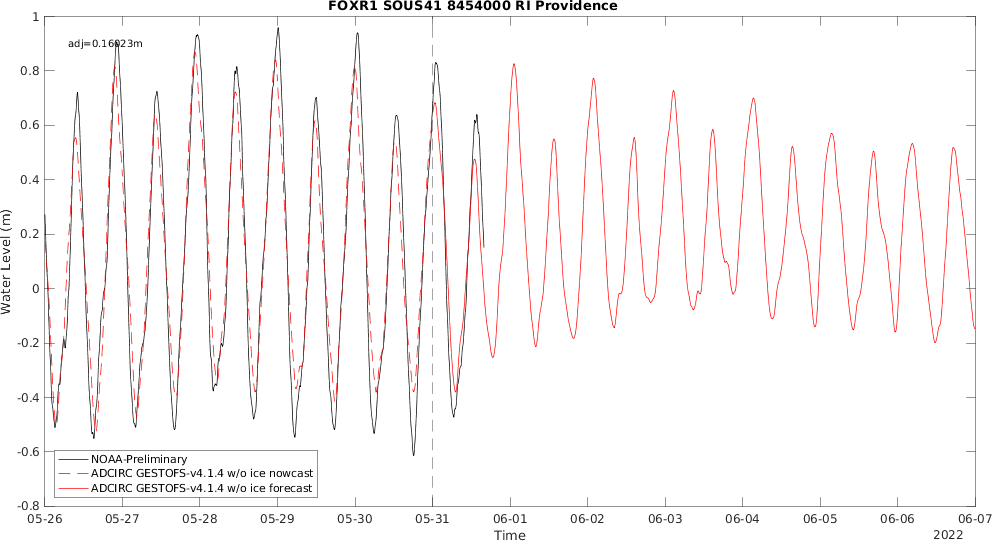 FOXR1 SOUS41 8454000 RI Providence
adj=0.16023m
Water Level (m)
1
0.8
0.6
0.4
0.2
0
-0.2
-0.4
-0.6
-0.8
NOAA-Preliminary
ADCIRC GESTOFS-v4.1.4 w/o ice nowcast
ADCIRC GESTOFS-v4.1.4 w/o ice forecast
05-26 05-27 05-28 05-29 05-30 05-31 06-01 06-02 06-03 06-04 06-05 06-06 06-07
Time
2022